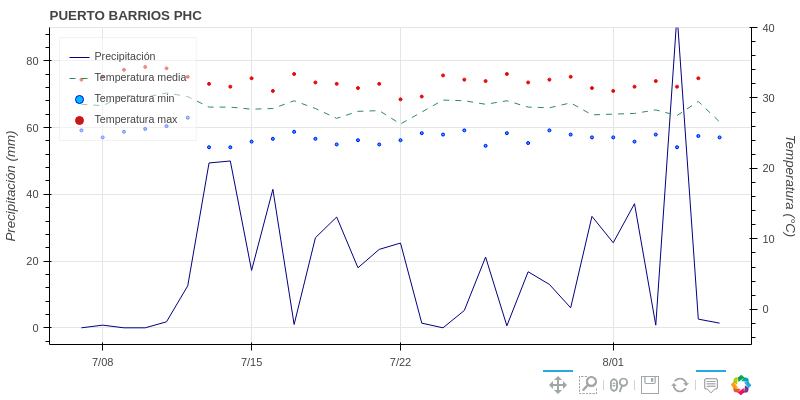 PUERTO BARRIOS PHC
Precipitación
Temperatura media
Temperatura min
Temperatura max
Precipitación (mm)
80
60
40
20
0
40
30
20
10
0
Temperatura (°C)
7/08
7/15
7/22
8/01